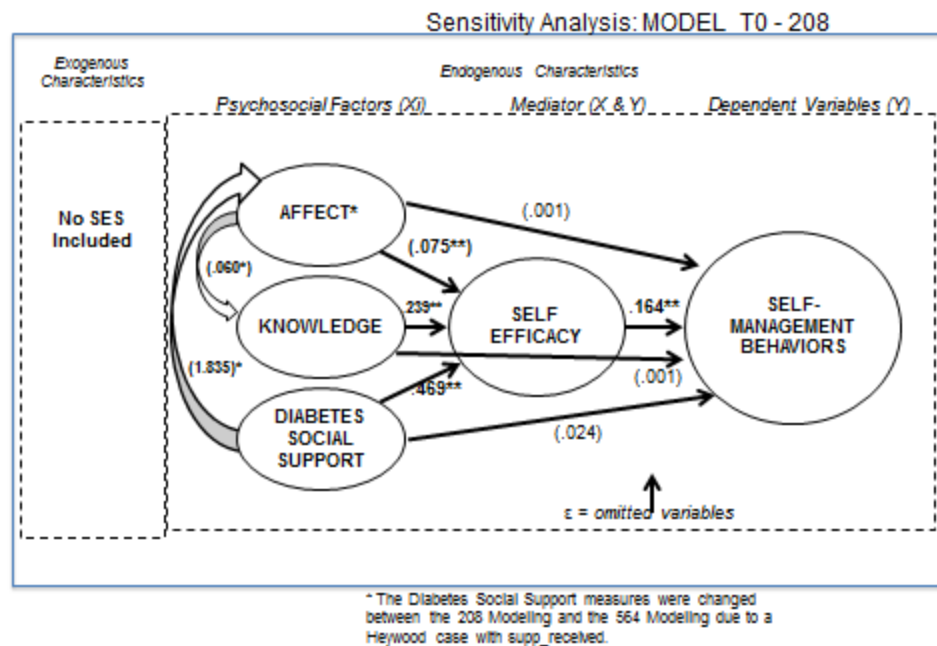 Sensitivity Analysis: MODEL T0 - 208
Exogenous
Characteristics
Endogenous Characteristics
Psychosocial Factors (Xi)
Mediator (X & Y)
Dependent Variables (Y)
No SES
Included
AFFECT*
(.001)
(.075**)
(.060*)
KNOWLEDGE
.239**
SELF
EFFICACY
.164**
SELF-
MANAGEMENT
BEHAVIORS
(1.835)*
.469**
(.001)
DIABETES
SOCIAL
SUPPORT
(.024)
ε = omitted variables
* The Diabetes Social Support measures were changed
between the 208 Modeling and the 564 Modeling due to a
Heywood case with supp_received.